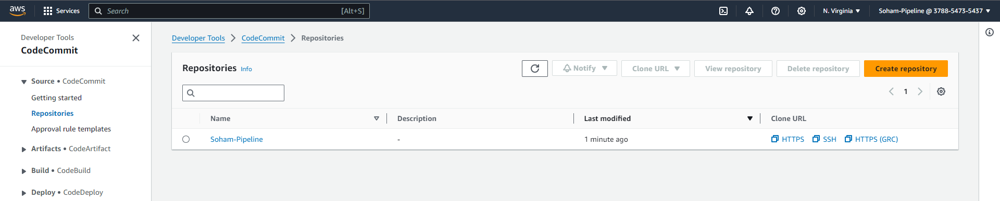 aws Services Search [Alt+S] N. Virginia Soham-Pipeline @ 3788-5473-5437
Developer Tools
CodeCommit
Source • CodeCommit
Getting started
Repositories
Approval rule templates
Artifacts • CodeArtifact
Build • CodeBuild
Deploy • CodeDeploy
Developer Tools CodeCommit Repositories
Repositories Info Notify Clone URL View repository Delete repository Create repository
1
Name Description Last modified Clone URL
Soham-Pipeline - 1 minute ago HTTPS SSH HTTPS (GRC)